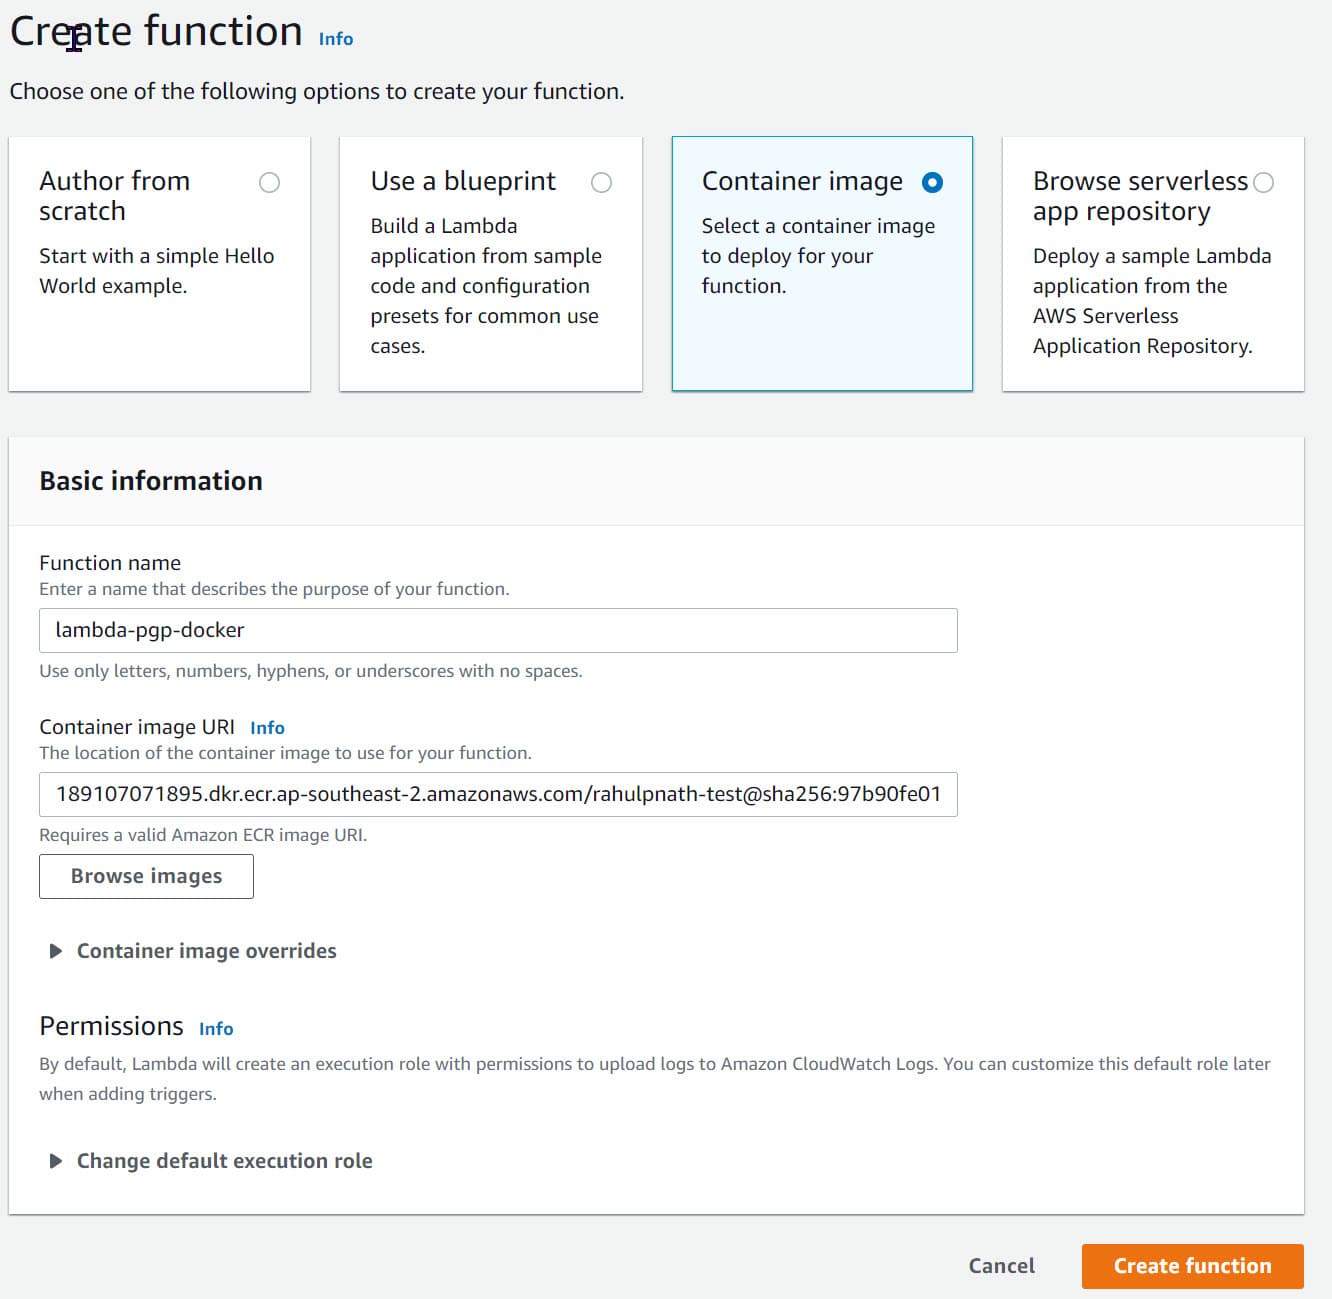 Create function Info
Choose one of the following options to create your function.
Author from
scratch
Start with a simple Hello
World example.
Use a blueprint
Build a Lambda
application from sample
code and configuration
presets for common use
cases.
Container image
Select a container image
to deploy for your
function.
Browse serverless
app repository
Deploy a sample Lambda
application from the
AWS Serverless
Application Repository.
Basic information
Function name
Enter a name that describes the purpose of your function.
lambda-pgp-docker
Use only letters, numbers, hyphens, or underscores with no spaces.
Container image URI Info
The location of the container image to use for your function.
189107071895.dkr.ecr.ap-southeast-2.amazonaws.com/rahulpnath-test@sha256:97b90fe01
Requires a valid Amazon ECR image URI.
Browse images
Container image overrides
Permissions Info
By default, Lambda will create an execution role with permissions to upload logs to Amazon CloudWatch Logs. You can customize this default role later
when adding triggers.
Change default execution role
Cancel
Create function